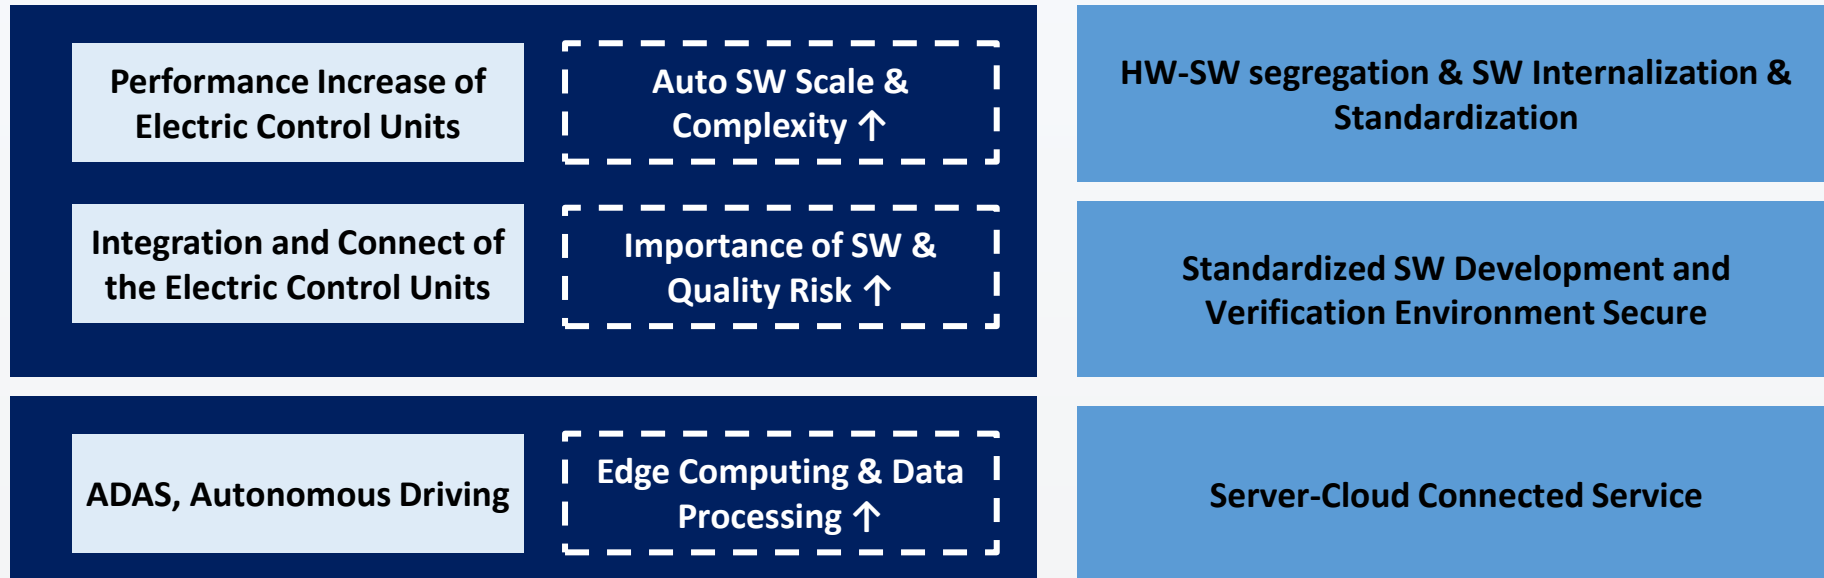 Performance Increase of
Electric Control Units
Auto SW Scale &
Complexity ↑
HW-SW segregation & SW Internalization &
Standardization
Integration and Connect of
the Electric Control Units
Importance of SW &
Quality Risk ↑
Standardized SW Development and
Verification Environment Secure
ADAS, Autonomous Driving
Edge Computing & Data
Processing ↑
Server-Cloud Connected Service